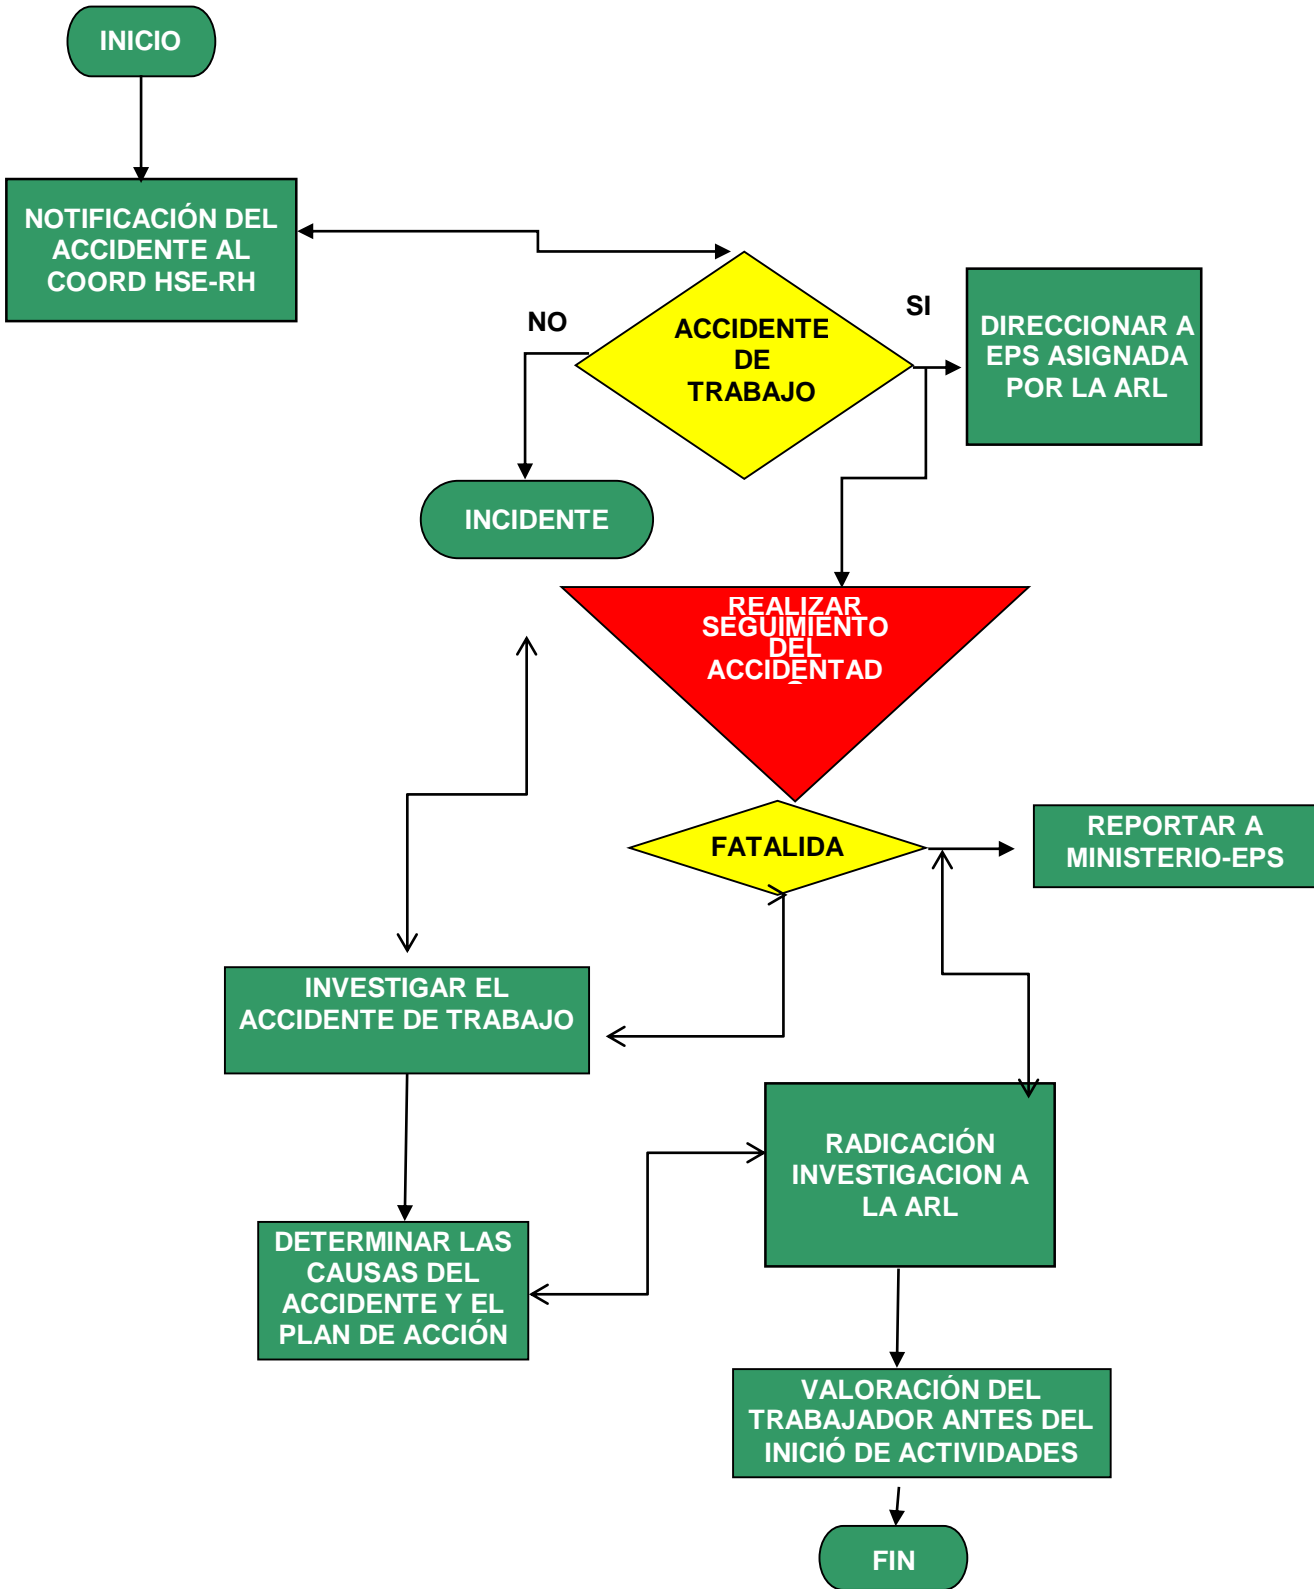 INICIO
NOTIFICACIÓN DEL
ACCIDENTE AL
COORD HSE-RH
NO
ACCIDENTE
DE
TRABAJO
SI
DIRECCIONAR A
EPS ASIGNADA
POR LA ARL
INCIDENTE
REALIZAR
SEGUIMIENTO
DEL
ACCIDENTAD
FATALIDA
REPORTAR A
MINISTERIO-EPS
INVESTIGAR EL
ACCIDENTE DE TRABAJO
RADICACIÓN
INVESTIGACION A
LA ARL
DETERMINAR LAS
CAUSAS DEL
ACCIDENTE Y EL
PLAN DE ACCIÓN
VALORACIÓN DEL
TRABAJADOR ANTES DEL
INICIÓ DE ACTIVIDADES
FIN